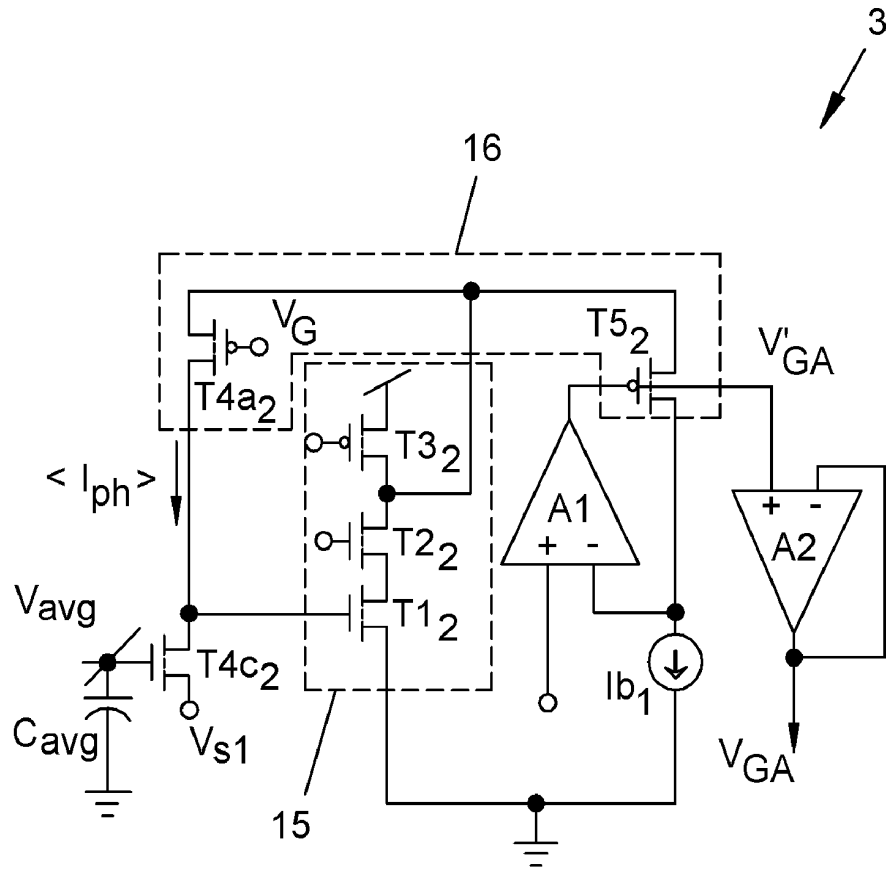 3
16
V_G
T5_2
V'_GA
T4a_2
T3_2
< I_ph >
A1
+ -
+ -
A2
T2_2
V_avg
T1_2
T4c_2
Ib_1
C_avg
V_s1
V_GA
15